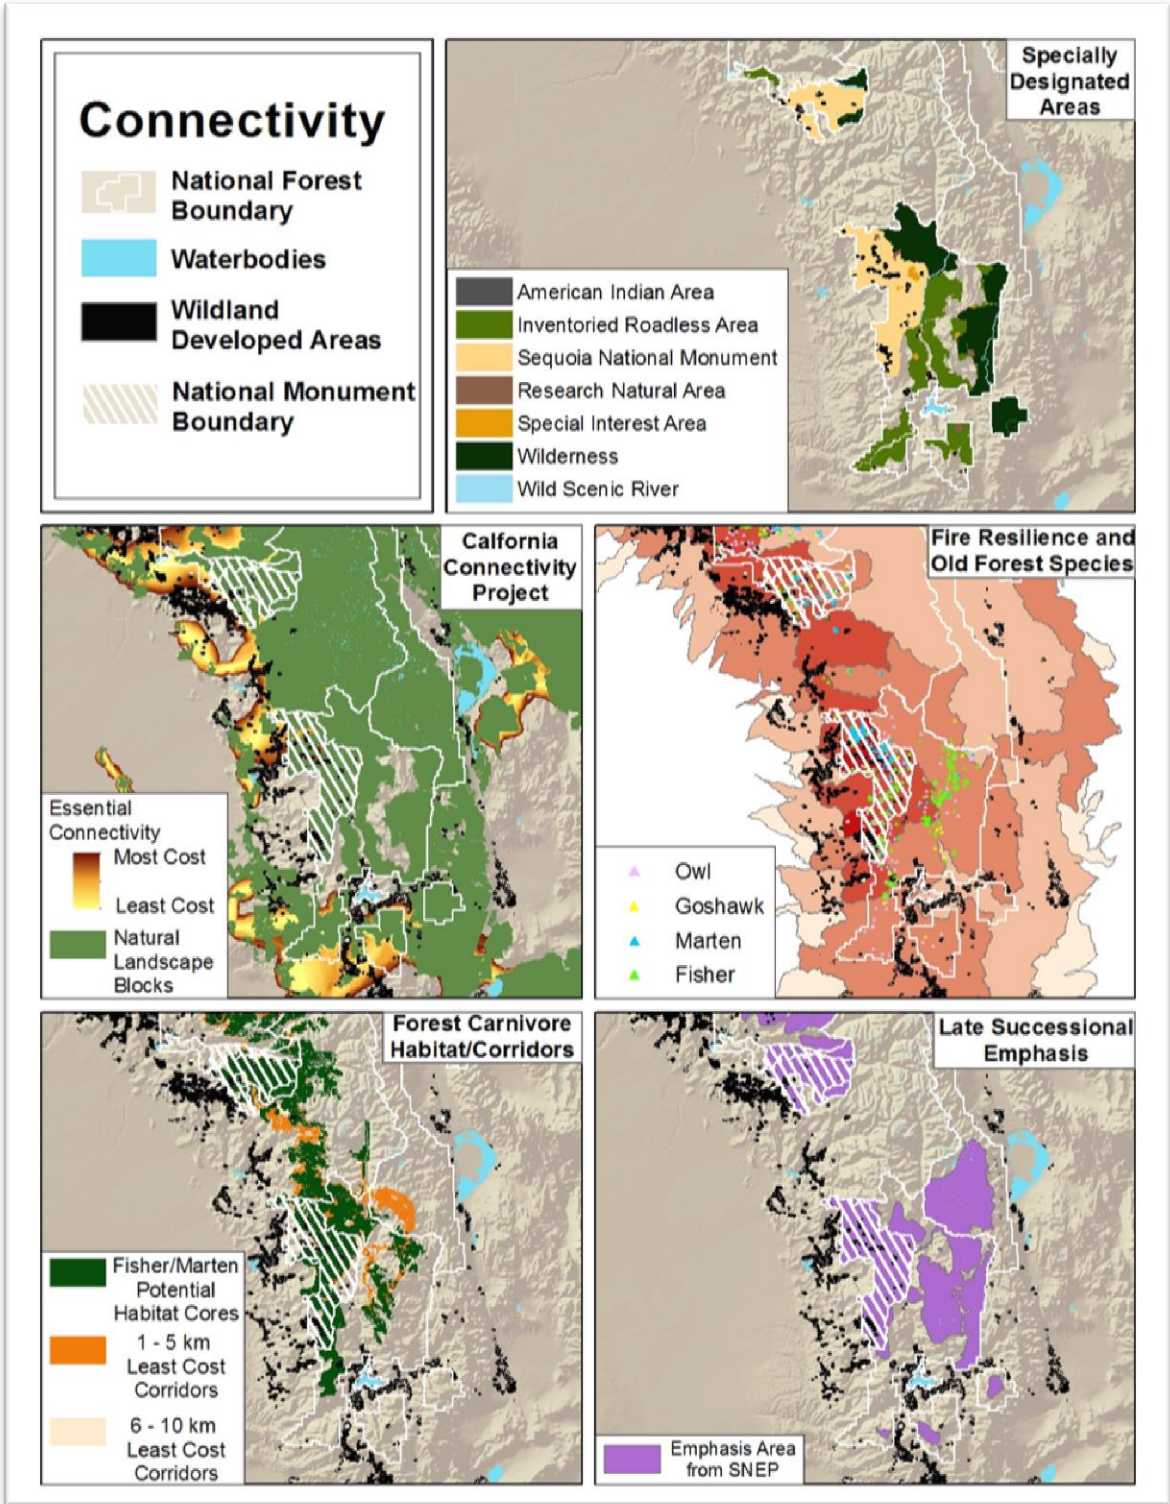 Connectivity
National Forest
Boundary
Waterbodies
Wildland
Developed Areas
National Monument
Boundary
Specially
Designated
Areas
American Indian Area
Inventoried Roadless Area
Sequoia National Monument
Research Natural Area
Special Interest Area
Wilderness
Wild Scenic River
Calfornia
Connectivity
Project
Essential
Connectivity
Most Cost
Least Cost
Natural
Landscape
Blocks
Fire Resilience and
Old Forest Species
Owl
Goshawk
Marten
Fisher
Forest Carnivore
Habitat/Corridors
Fisher/Marten
Potential
Habitat Cores
1 - 5 km
Least Cost
Corridors
6 - 10 km
Least Cost
Corridors
Late Successional
Emphasis
Emphasis Area
from SNEP